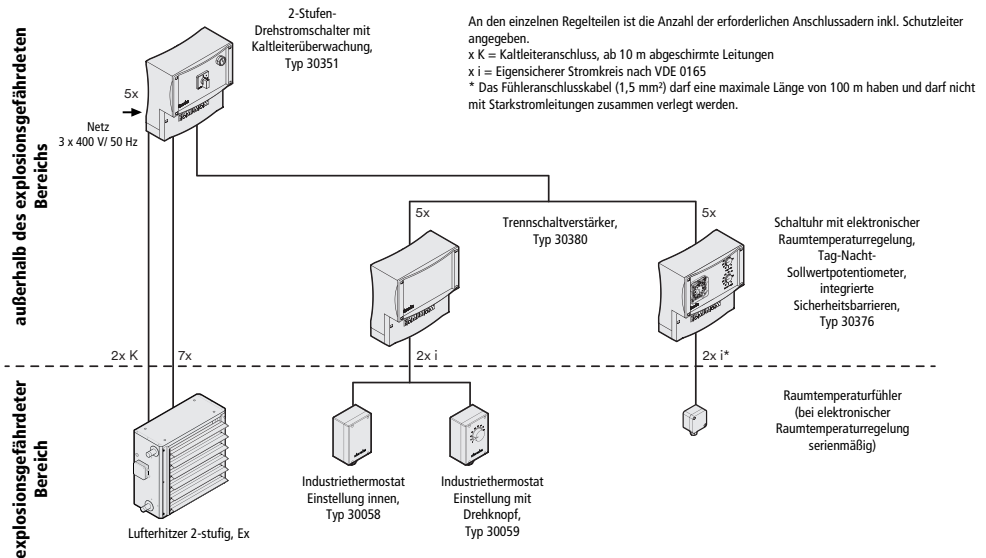 2-Stufen-
Drehstromschalter mit
Kaltleiterüberwachung,
Typ 30351
An den einzelnen Regelteilen ist die Anzahl der erforderlichen Anschlussadern inkl. Schutzleiter
angegeben.
x K = Kaltleiteranschluss, ab 10 m abgeschirmte Leitungen
x i = Eigensicherer Stromkreis nach VDE 0165
* Das Fühleranschlusskabel (1,5 mm²) darf eine maximale Länge von 100 m haben und darf nicht
mit Starkstromleitungen zusammen verlegt werden.
außerhalb des explosionsgefährdeten
Bereichs
5x
Netz
3 x 400 V/ 50 Hz
5x
Trennschaltverstärker,
Typ 30380
5x
Schaltuhr mit elektronischer
Raumtemperaturregelung,
Tag-Nacht-
Sollwertpotentiometer,
integrierte
Sicherheitsbarrieren,
Typ 30376
2x K
7x
2x i
2x i*
explosionsgefährdeter
Bereich
Raumtemperaturfühler
(bei elektronischer
Raumtemperaturregelung
serienmäßig)
Industriethermostat
Einstellung innen,
Typ 30058
Industriethermostat
Einstellung mit
Drehknopf,
Typ 30059
Lufterhitzer 2-stufig, Ex